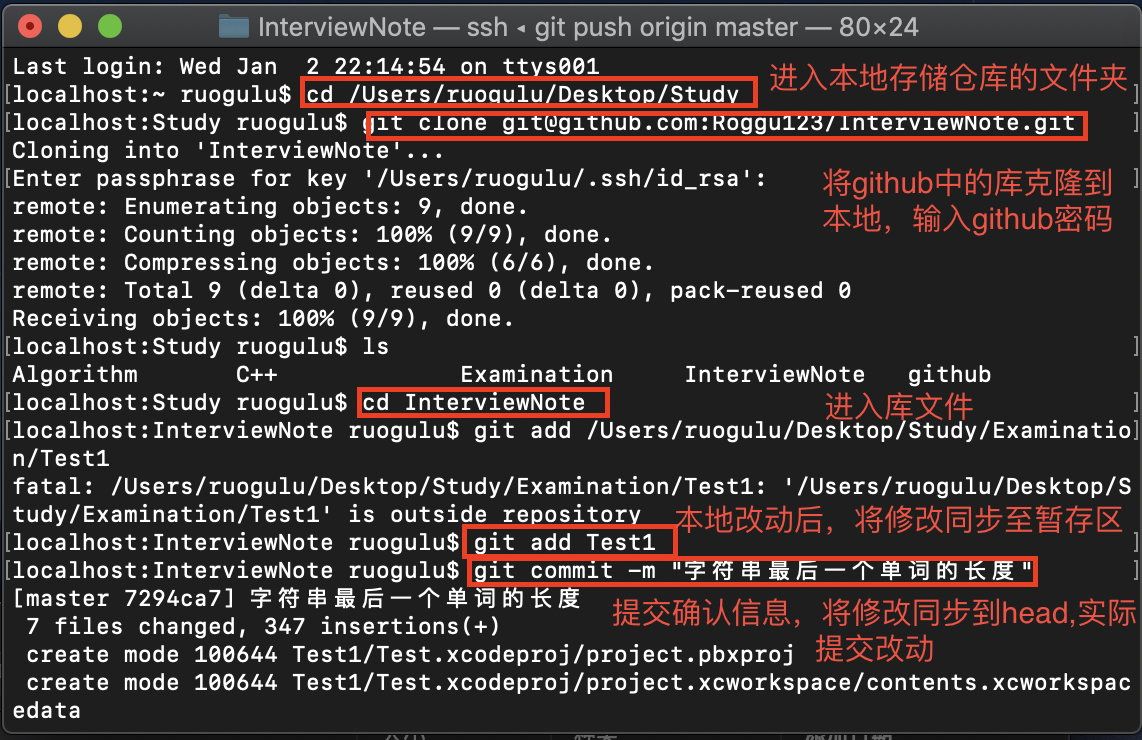 InterviewNote — ssh ◂ git push origin master — 80×24
Last login: Wed Jan  2 22:14:54 on ttys001
进入本地存储仓库的文件夹
[localhost:~ ruogulu$ cd /Users/ruogulu/Desktop/Study ]
[localhost:Study ruogulu$ git clone git@github.com:Roggu123/InterviewNote.git ]
Cloning into 'InterviewNote'...
[Enter passphrase for key '/Users/ruogulu/.ssh/id_rsa': ]
将github中的库克隆到
本地，输入github密码
remote: Enumerating objects: 9, done.
remote: Counting objects: 100% (9/9), done.
remote: Compressing objects: 100% (6/6), done.
remote: Total 9 (delta 0), reused 0 (delta 0), pack-reused 0
Receiving objects: 100% (9/9), done.
[localhost:Study ruogulu$ ls ]
Algorithm C++ Examination InterviewNote github
[localhost:Study ruogulu$ cd InterviewNote ]
进入库文件
[localhost:InterviewNote ruogulu$ git add /Users/ruogulu/Desktop/Study/Examinatio]
n/Test1
fatal: /Users/ruogulu/Desktop/Study/Examination/Test1: '/Users/ruogulu/Desktop/S
tudy/Examination/Test1' is outside repository
本地改动后，将修改同步至暂存区
[localhost:InterviewNote ruogulu$ git add Test1 ]
[localhost:InterviewNote ruogulu$ git commit -m "字符串最后一个单词的长度" ]
[master 7294ca7] 字符串最后一个单词的长度
提交确认信息，将修改同步到head,实际
提交改动
7 files changed, 347 insertions(+)
create mode 100644 Test1/Test.xcodeproj/project.pbxproj
create mode 100644 Test1/Test.xcodeproj/project.xcworkspace/contents.xcworkspac
edata